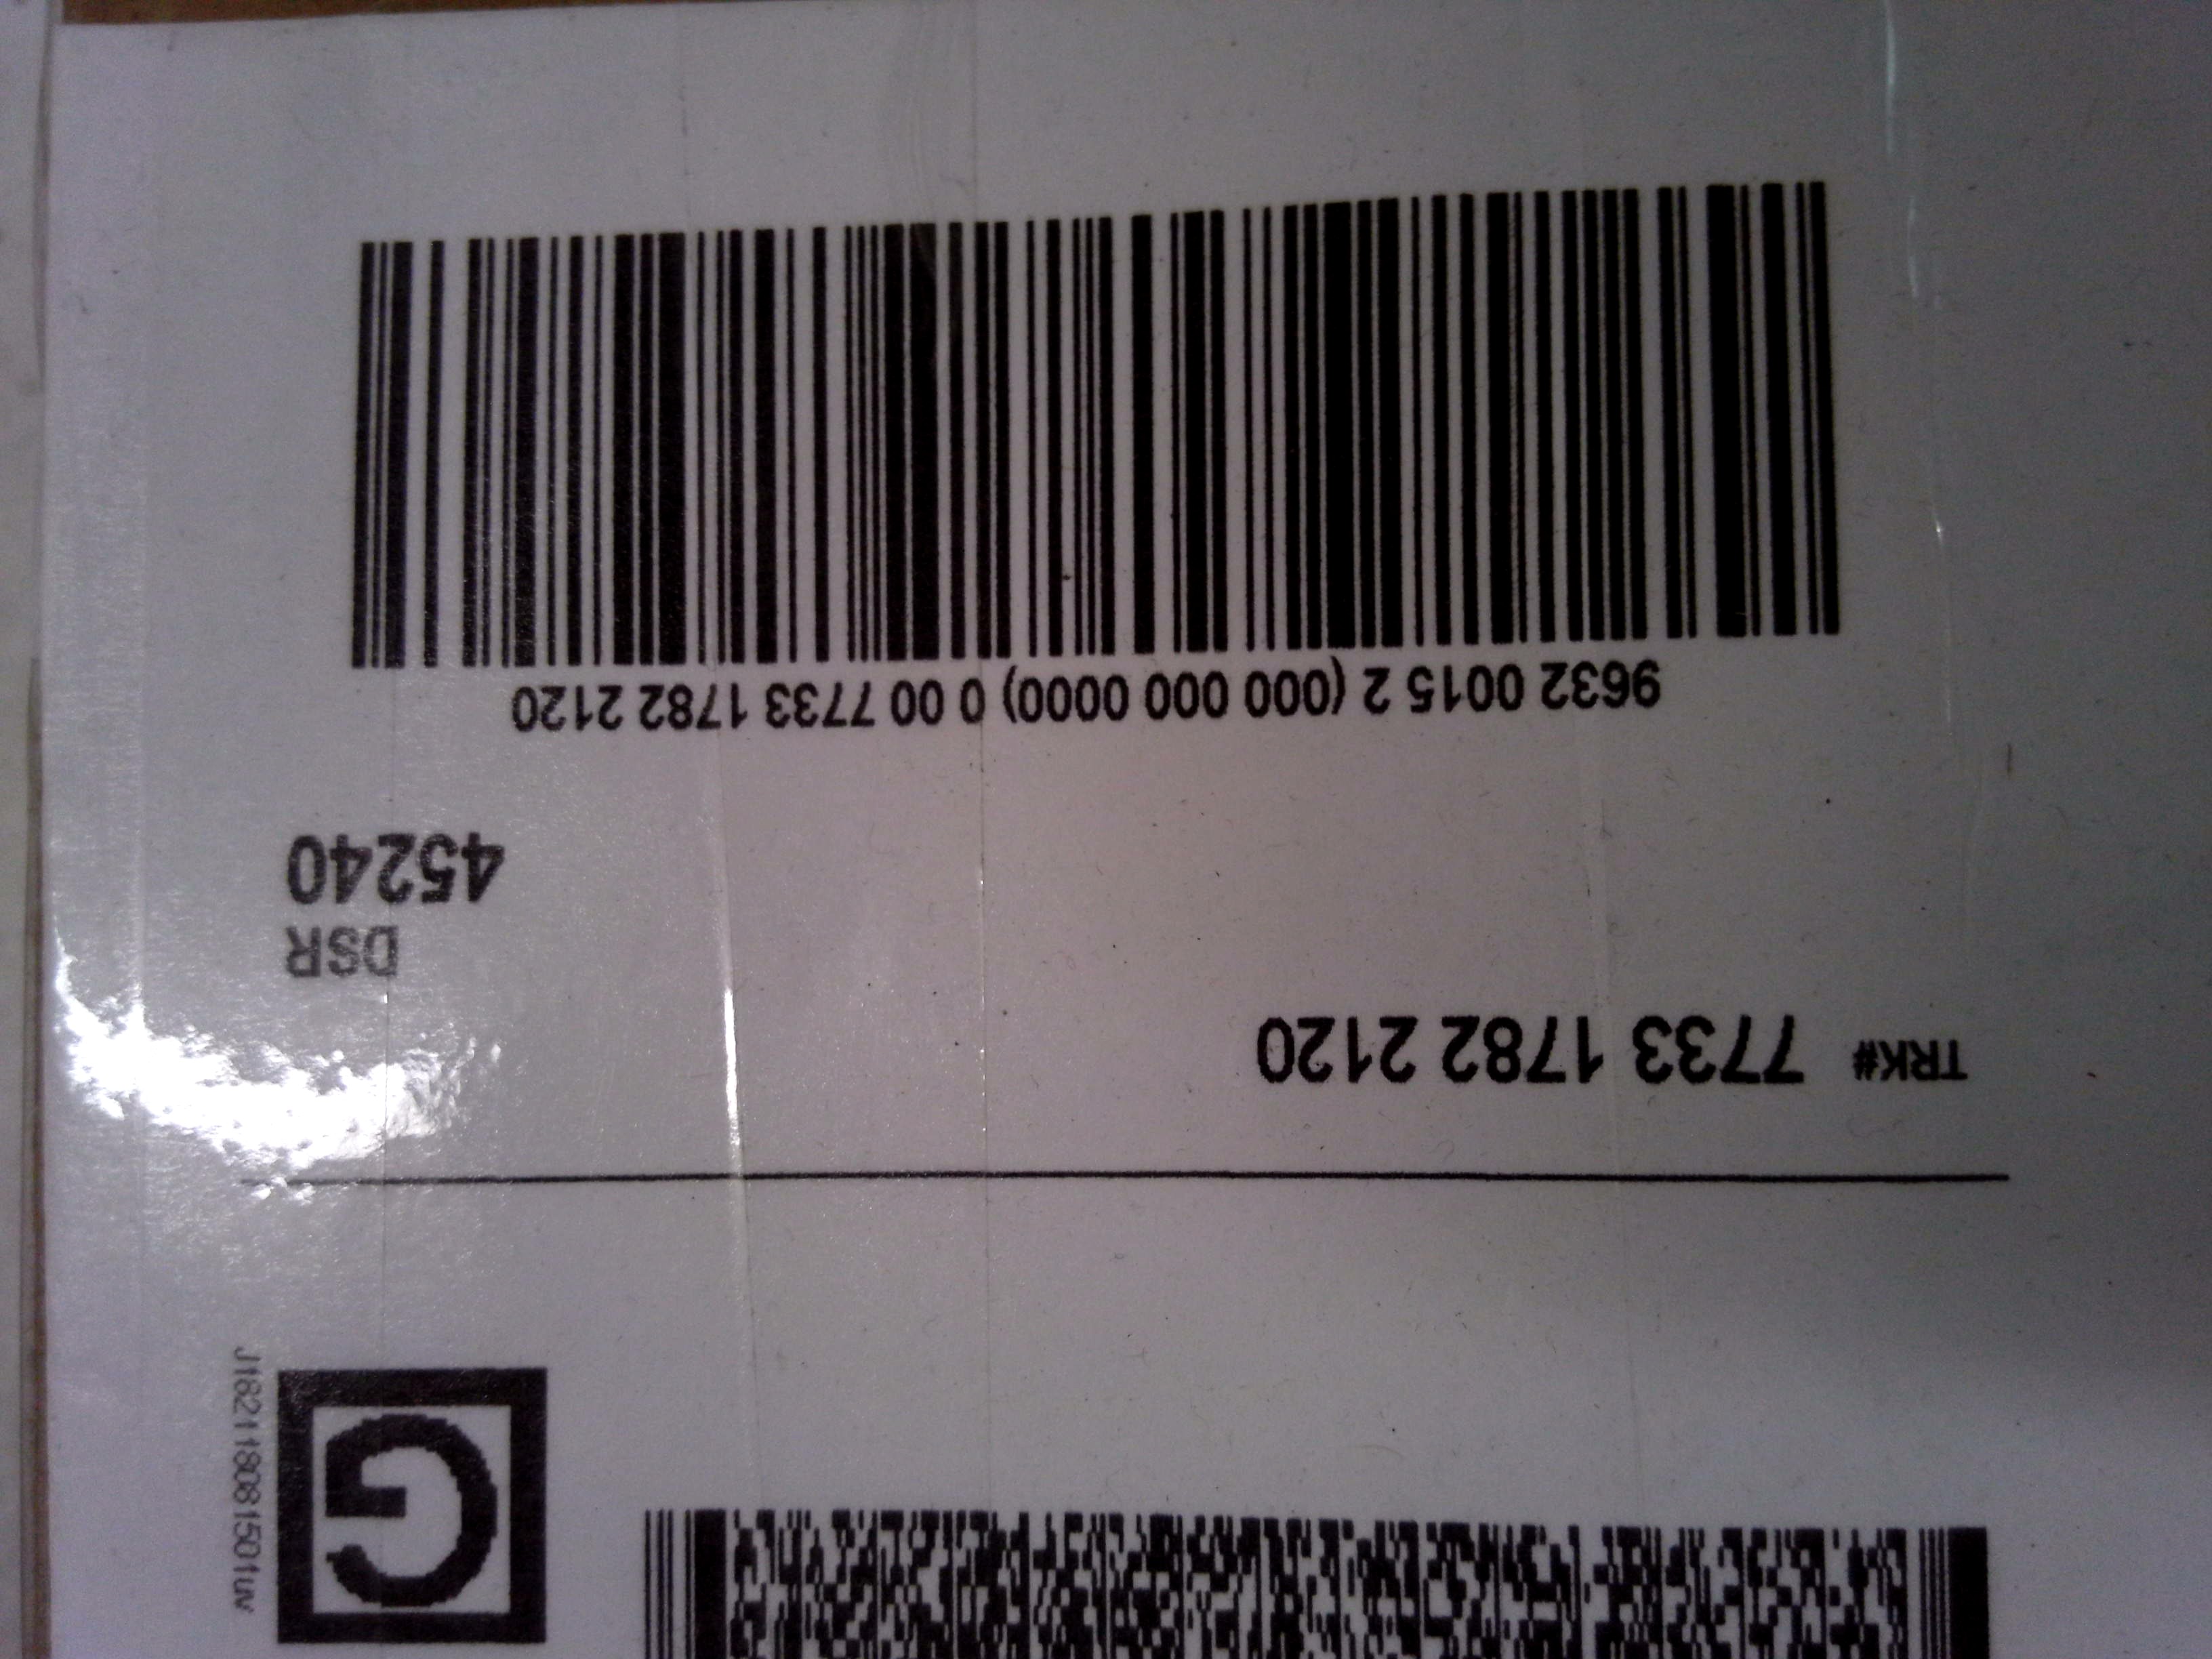 G
J182118081501uv
TRK# 7733 1782 2120
DSR
45240
9632 0015 2 (000 000 0000) 0 00 7733 1782 2120